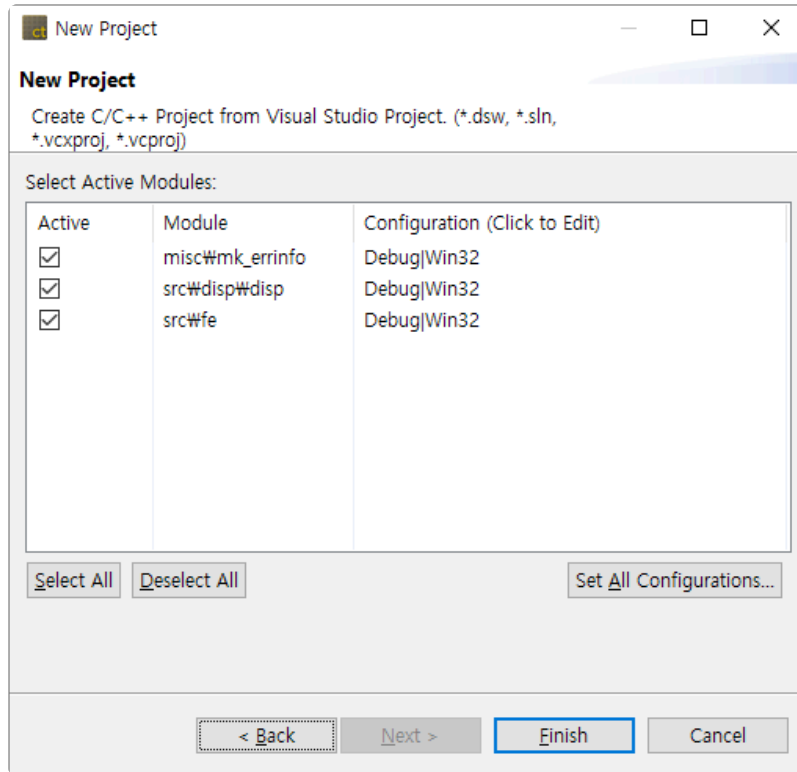 ct New Project
New Project
Create C/C++ Project from Visual Studio Project. (*.dsw, *.sln,
*.vcxproj, *.vcproj)
Select Active Modules:
Active Module Configuration (Click to Edit)
misc₩mk_errinfo Debug|Win32
src₩disp₩disp Debug|Win32
src₩fe Debug|Win32
Select All Deselect All Set All Configurations...
< Back Next > Finish Cancel